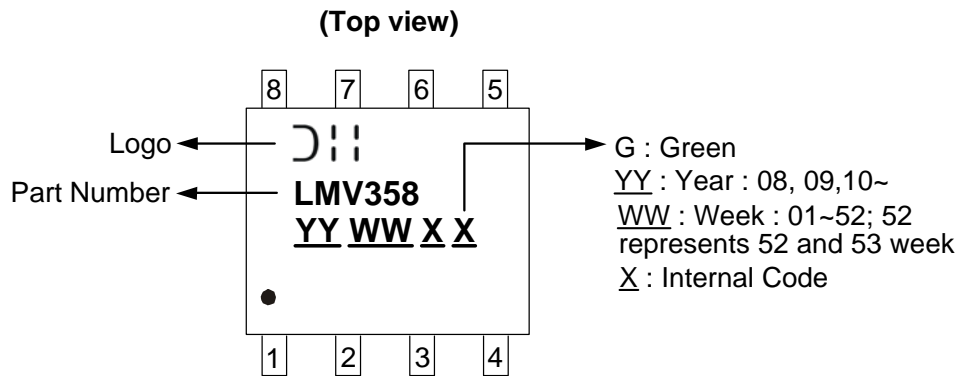 (Top view)
8 7 6 5
Logo
Part Number
LMV358
YY WW X X
G : Green
YY : Year : 08, 09,10~
WW : Week : 01~52; 52
represents 52 and 53 week
X : Internal Code
1 2 3 4